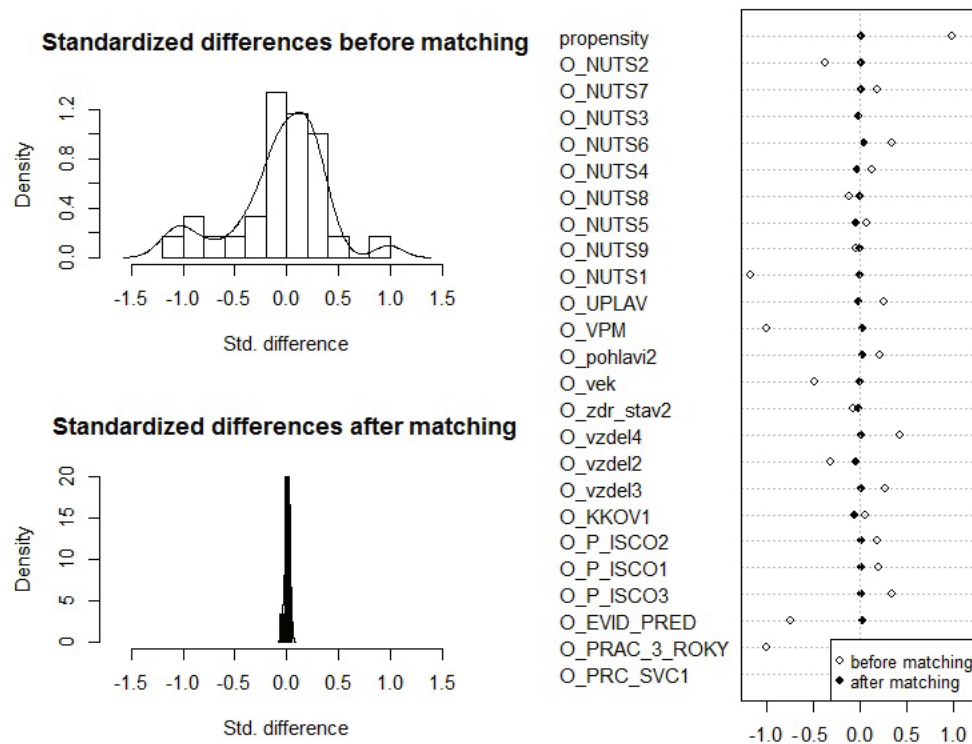 Standardized differences before matching
Density
0.0 0.4 0.8 1.2
-1.5 -1.0 -0.5 0.0 0.5 1.0 1.5
Std. difference
Standardized differences after matching
Density
0 5 10 15 20
-1.5 -1.0 -0.5 0.0 0.5 1.0 1.5
Std. difference
propensity
O_NUTS2
O_NUTS7
O_NUTS3
O_NUTS6
O_NUTS4
O_NUTS8
O_NUTS5
O_NUTS9
O_NUTS1
O_UPLAV
O_VPM
O_pohlavi2
O_vek
O_zdr_stav2
O_vzdel4
O_vzdel2
O_vzdel3
O_KKOV1
O_P_ISCO2
O_P_ISCO1
O_P_ISCO3
O_EVID_PRED
O_PRAC_3_ROKY
O_PRC_SVC1
before matching
after matching
-1.0 -0.5 0.0 0.5 1.0